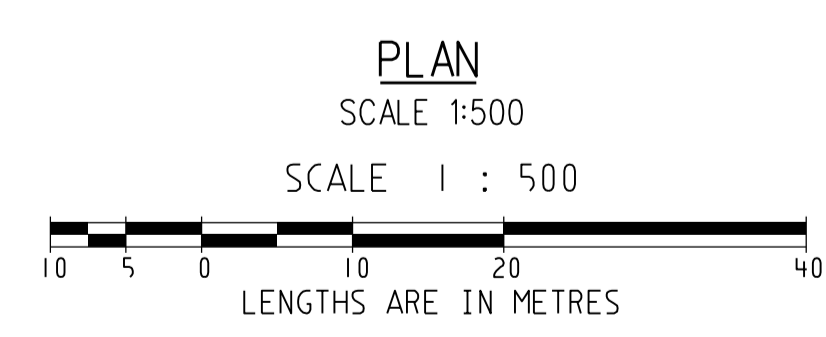 PLAN
SCALE 1:500
SCALE 1 : 500
10 5 0 10 20 40
LENGTHS ARE IN METRES